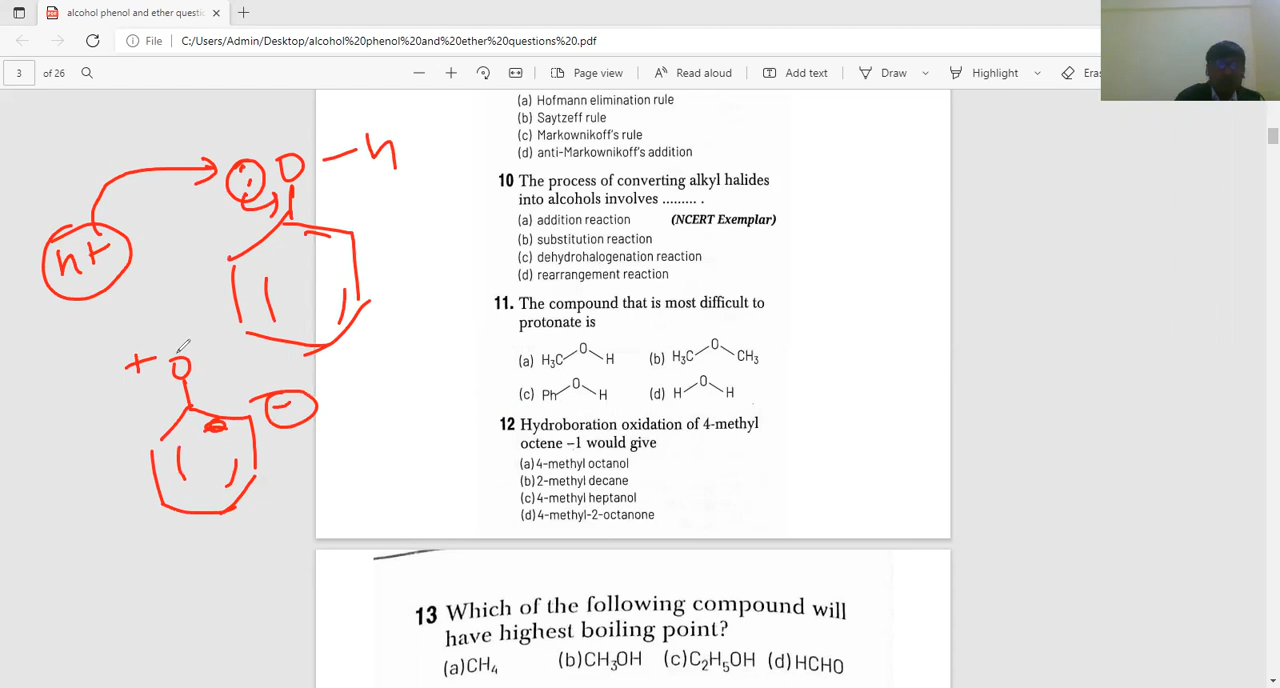 alcohol phenol and ether questi
File
C:/Users/Admin/Desktop/alcohol%20phenol%20and%20ether%20questions%20.pdf
3 of 26
Page view
Read aloud
Add text
Draw
Highlight
Eras
(a) Hofmann elimination rule
(b) Saytzeff rule
(c) Markownikoff's rule
(d) anti-Markownikoff's addition
10 The process of converting alkyl halides
into alcohols involves ......... .
(a) addition reaction (NCERT Exemplar)
(b) substitution reaction
(c) dehydrohalogenation reaction
(d) rearrangement reaction
11. The compound that is most difficult to
protonate is
(a) H₃C O H (b) H₃C O CH₃
(c) Ph O H (d) H O H
12 Hydroboration oxidation of 4-methyl
octene –1 would give
(a) 4-methyl octanol
(b) 2-methyl decane
(c) 4-methyl heptanol
(d) 4-methyl-2-octanone
13 Which of the following compound will
have highest boiling point?
(a) CH₄ (b) CH₃OH (c) C₂H₅OH (d) HCHO
O – H
H+
+ O
–